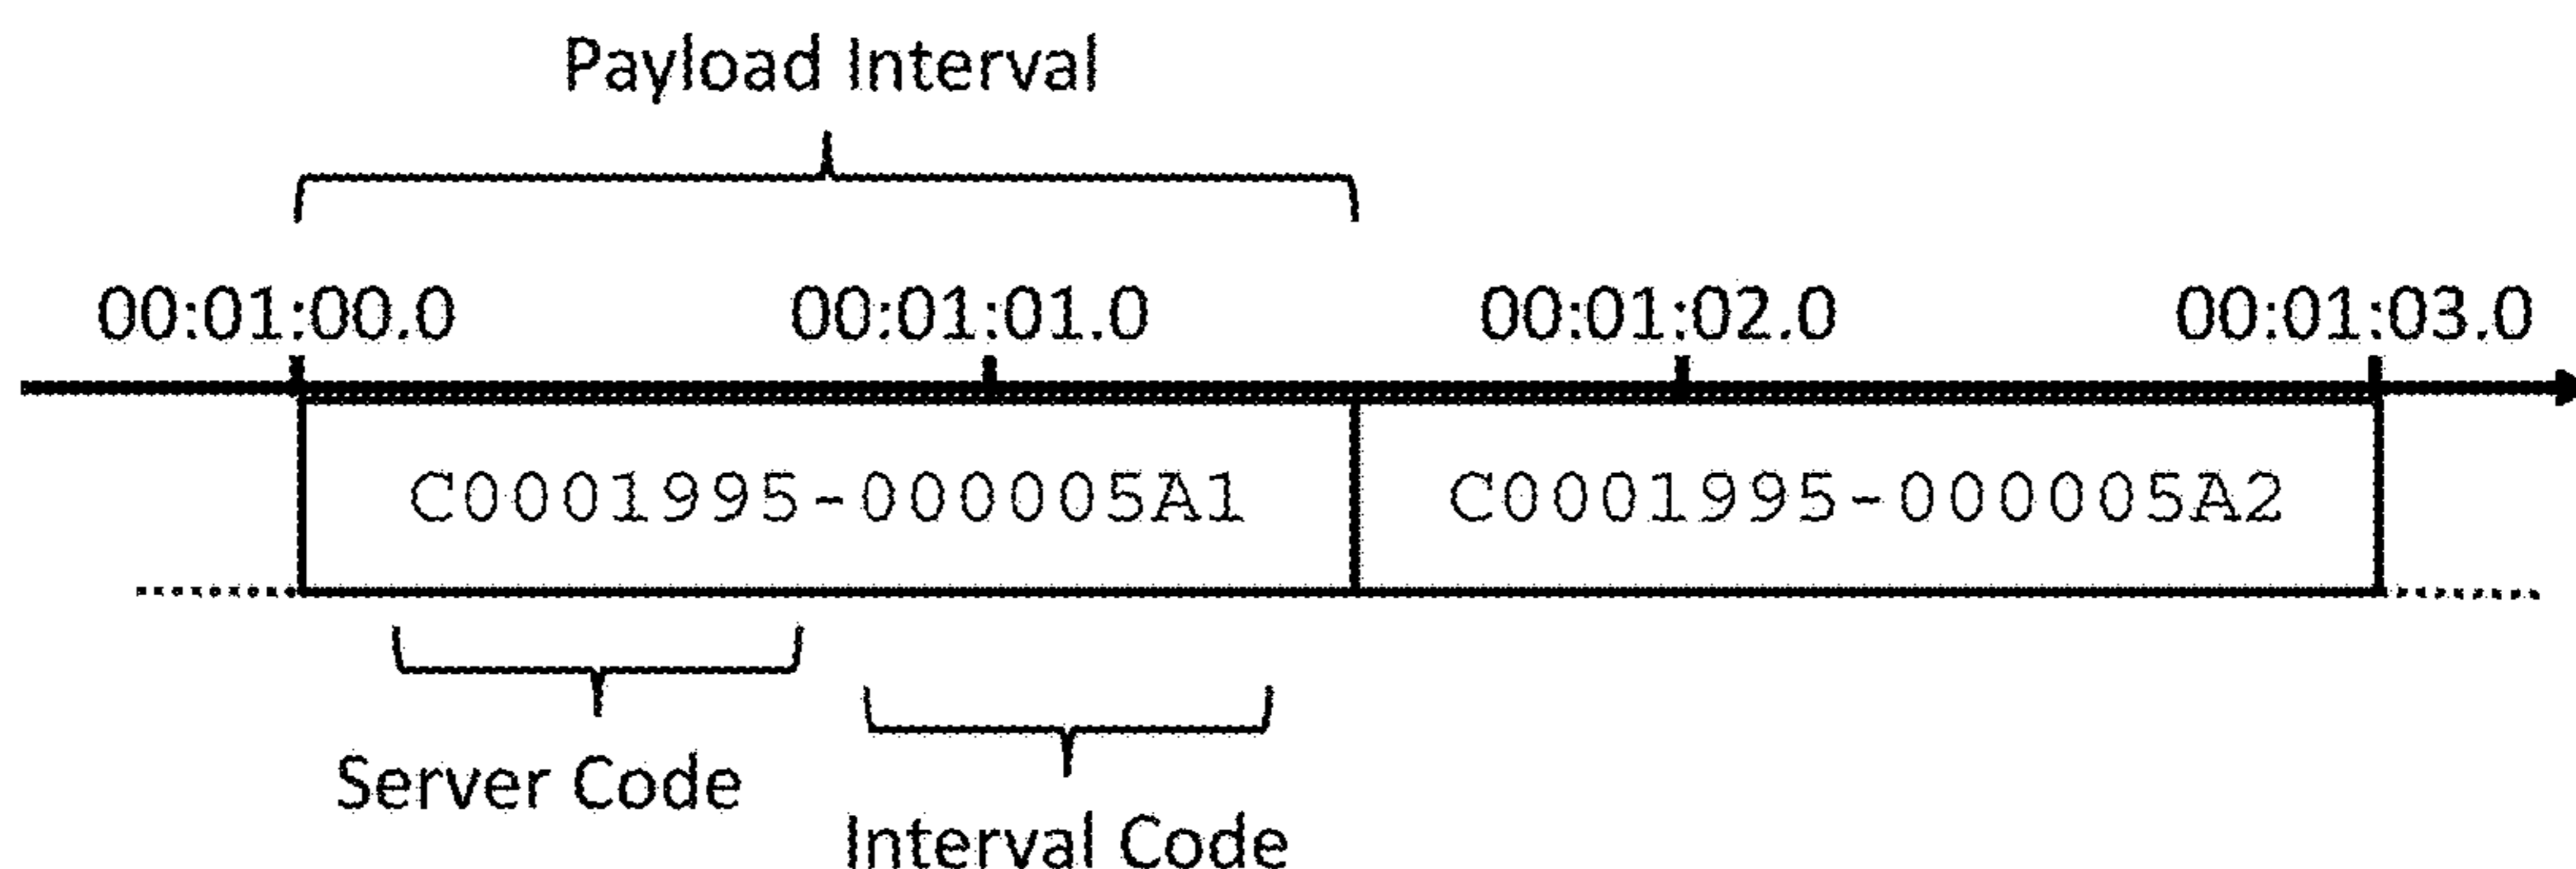 Payload Interval
00:01:00.0 00:01:01.0 00:01:02.0 00:01:03.0
C0001995-000005A1 C0001995-000005A2
Server Code
Interval Code